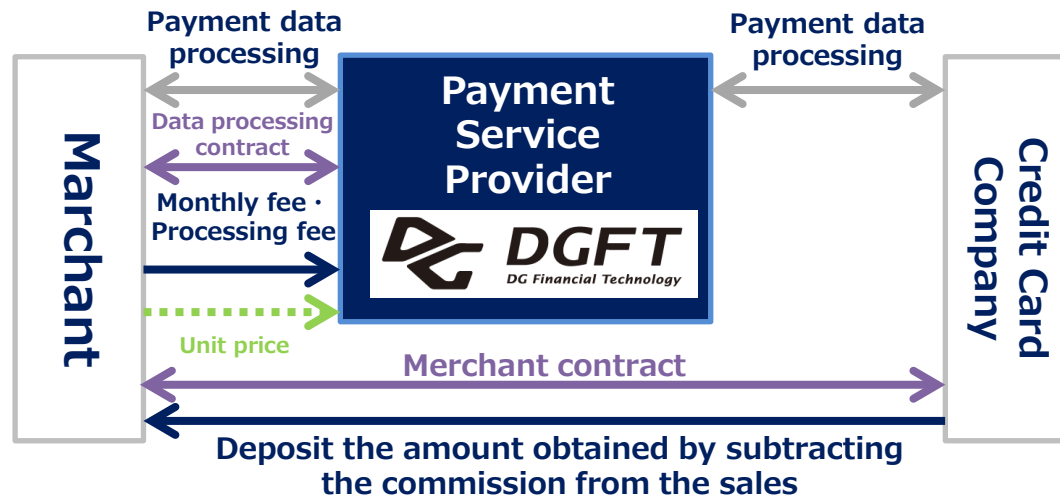 Payment data
processing
Payment data
processing
Marchant
Data processing
contract
Monthly fee・
Processing fee
Unit price
Payment
Service
Provider
DGFT
DG Financial Technology
Credit Card
Company
Merchant contract
Deposit the amount obtained by subtracting
the commission from the sales